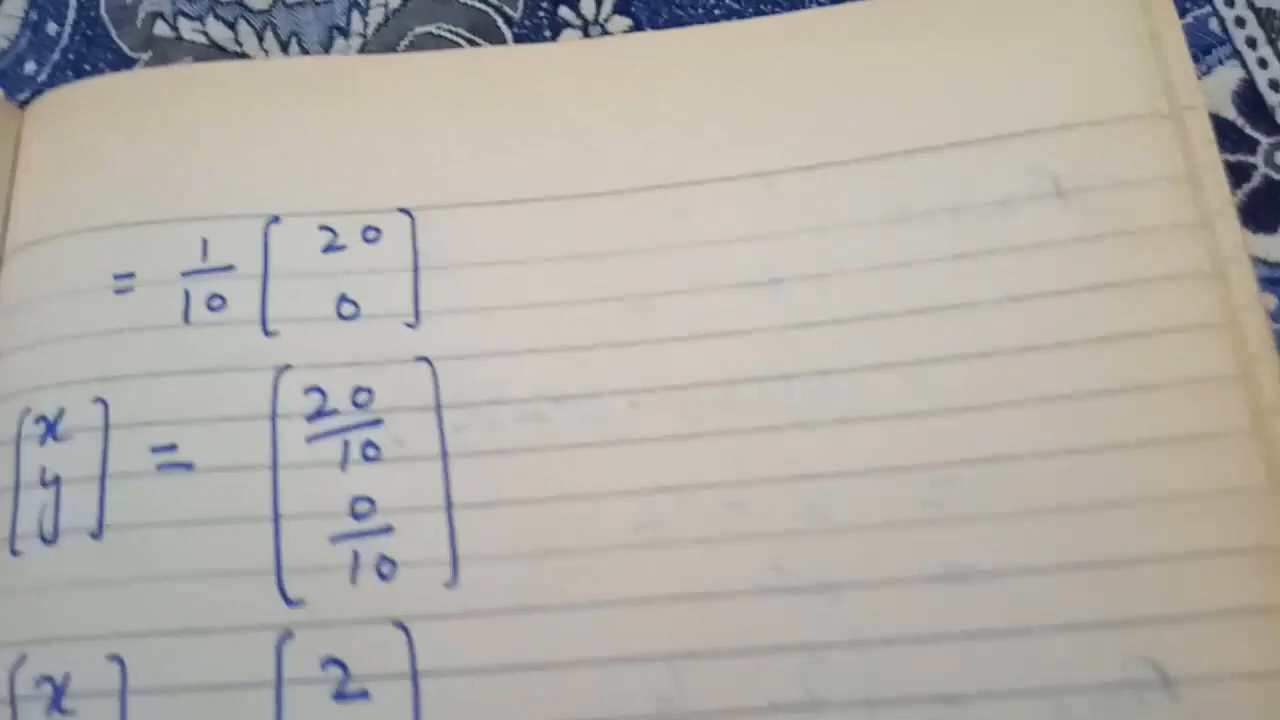 = 1/10 [ 20
0 ]
[ x
y ] = [ 20/10
0/10 ]
[ x ] [ 2 ]